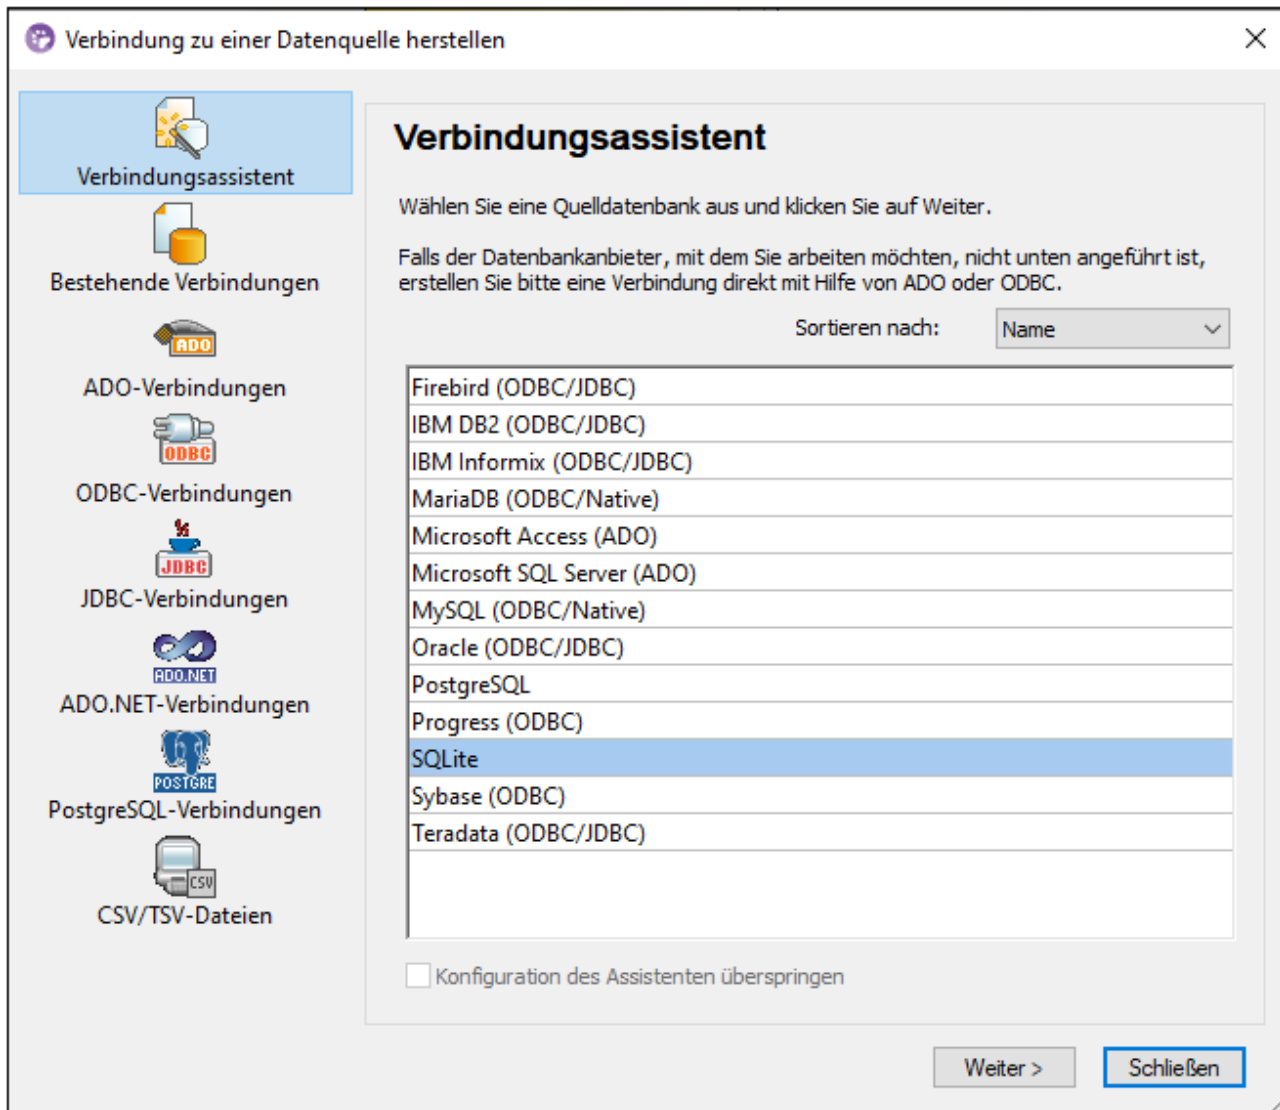 Verbindung zu einer Datenquelle herstellen
Verbindungsassistent
Bestehende Verbindungen
ADO
ADO-Verbindungen
ODBC
ODBC-Verbindungen
JDBC
JDBC-Verbindungen
ADO.NET
ADO.NET-Verbindungen
POSTGRE
PostgreSQL-Verbindungen
CSV
CSV/TSV-Dateien
Verbindungsassistent
Wählen Sie eine Quelldatenbank aus und klicken Sie auf Weiter.
Falls der Datenbankanbieter, mit dem Sie arbeiten möchten, nicht unten angeführt ist,
erstellen Sie bitte eine Verbindung direkt mit Hilfe von ADO oder ODBC.
Sortieren nach: Name
Firebird (ODBC/JDBC)
IBM DB2 (ODBC/JDBC)
IBM Informix (ODBC/JDBC)
MariaDB (ODBC/Native)
Microsoft Access (ADO)
Microsoft SQL Server (ADO)
MySQL (ODBC/Native)
Oracle (ODBC/JDBC)
PostgreSQL
Progress (ODBC)
SQLite
Sybase (ODBC)
Teradata (ODBC/JDBC)
Konfiguration des Assistenten überspringen
Weiter > Schließen